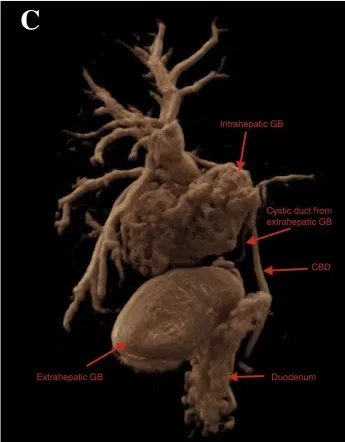 C
Intrahepatic GB
Cystic duct from
extrahepatic GB
CBD
Extrahepatic GB
Duodenum